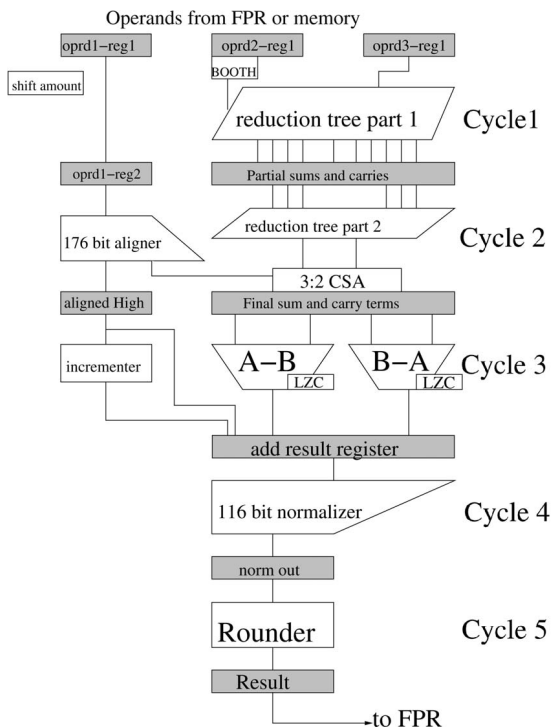 Operands from FPR or memory
oprd1-reg1
oprd2-reg1
oprd3-reg1
BOOTH
shift amount
reduction tree part 1
Cycle1
oprd1-reg2
Partial sums and carries
reduction tree part 2
Cycle 2
176 bit aligner
3:2 CSA
aligned High
Final sum and carry terms
incrementer
A-B
LZC
B-A
LZC
Cycle 3
add result register
116 bit normalizer
Cycle 4
norm out
Rounder
Cycle 5
Result
to FPR